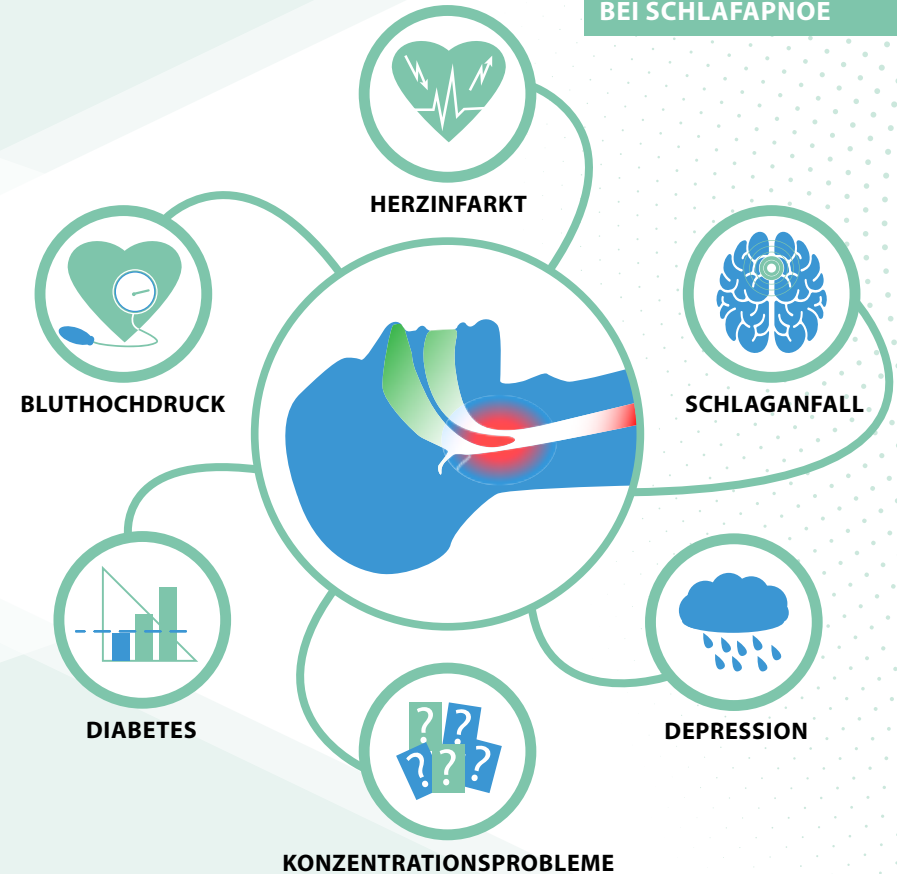 BEI SCHLAFAPNOE
HERZINFARKT
BLUTHOCHDRUCK
SCHLAGANFALL
DIABETES
DEPRESSION
? ?
? ? ?
KONZENTRATIONSPROBLEME